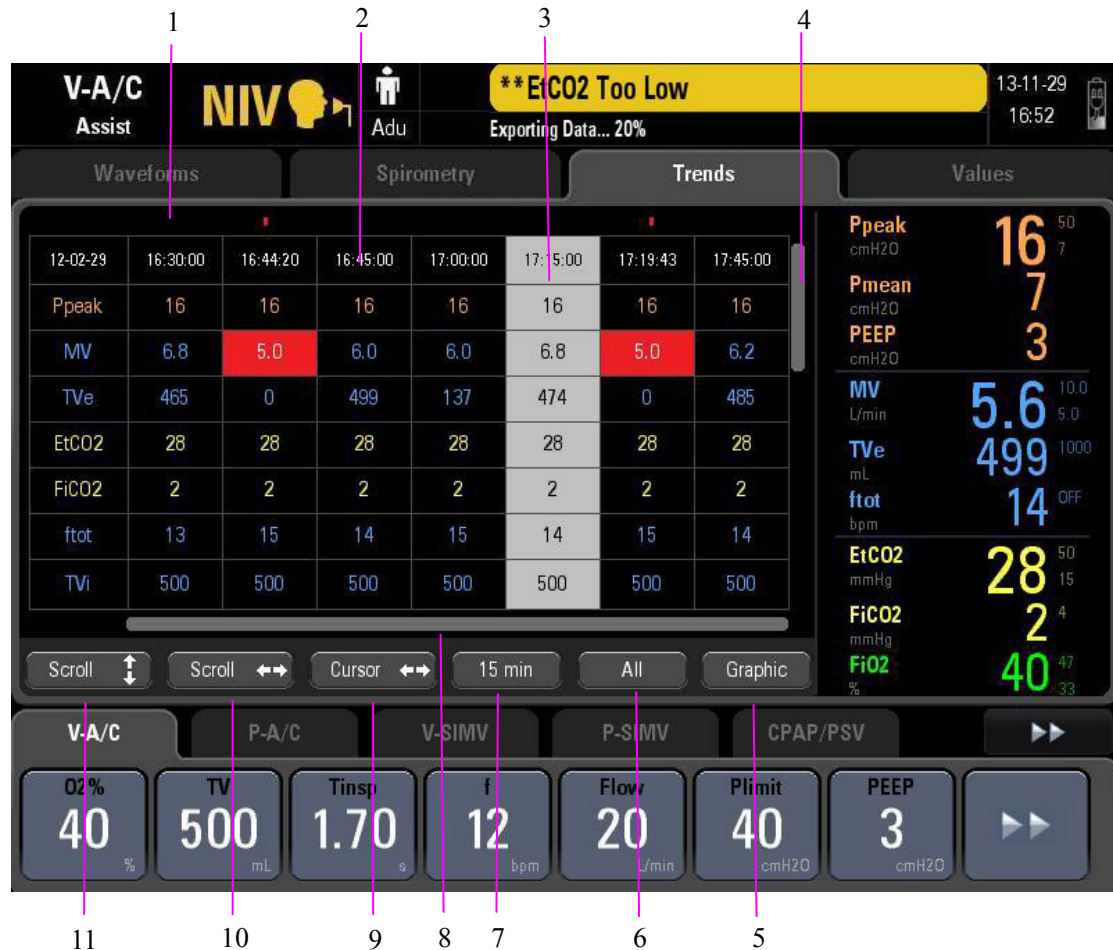 1 2 3 4
V-A/C NIV **EtCO2 Too Low 13-11-29
Assist Adu Exporting Data... 20% 16:52
Waveforms Spirometry Trends Values
12-02-29 16:30:00 16:44:20 16:45:00 17:00:00 17:15:00 17:19:43 17:45:00
Ppeak 16 16 16 16 16 16 16
MV 6.8 5.0 6.0 6.0 6.8 5.0 6.2
TVe 465 0 499 137 474 0 485
EtCO2 28 28 28 28 28 28 28
FiCO2 2 2 2 2 2 2 2
ftot 13 15 14 15 14 15 14
TVi 500 500 500 500 500 500 500
Scroll Scroll Cursor 15 min All Graphic
Ppeak 16 50
cmH2O 7
Pmean 7
cmH2O
PEEP 3
cmH2O
MV 5.6 10.0
L/min 5.0
TVe 499 1000
mL
ftot 14 OFF
bpm
EtCO2 28 50
mmHg 15
FiCO2 2 4
mmHg
FiO2 40 47
% 33
V-A/C P-A/C V-SIMV P-SIMV CPAP/PSV
O2% TV Tinsp f Flow Plimit PEEP
40 500 1.70 12 20 40 3
% mL s bpm L/min cmH2O cmH2O
11 10 9 8 7 6 5